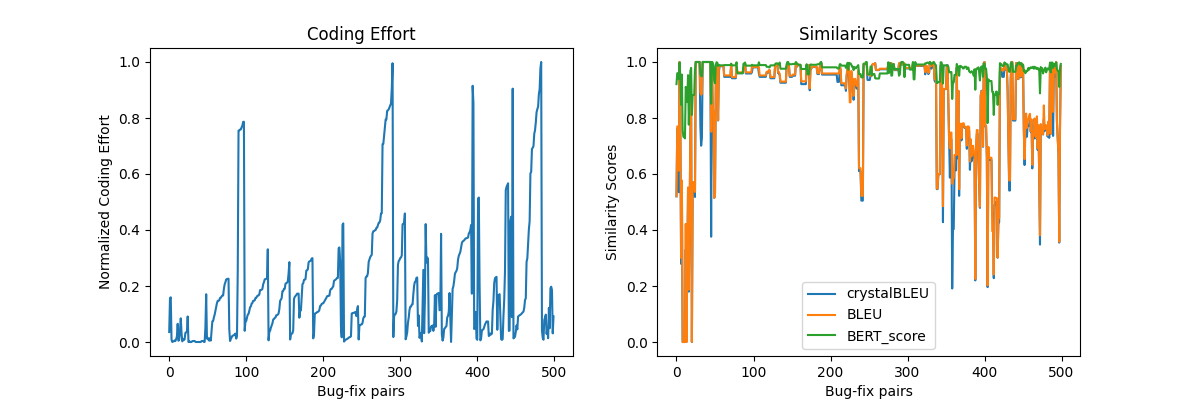 Coding Effort
Normalized Coding Effort
1.0
0.8
0.6
0.4
0.2
0.0
0
100
200
300
400
500
Bug-fix pairs
Similarity Scores
Similarity Scores
1.0
0.8
0.6
0.4
0.2
0.0
crystalBLEU
BLEU
BERT_score
0
100
200
300
400
500
Bug-fix pairs